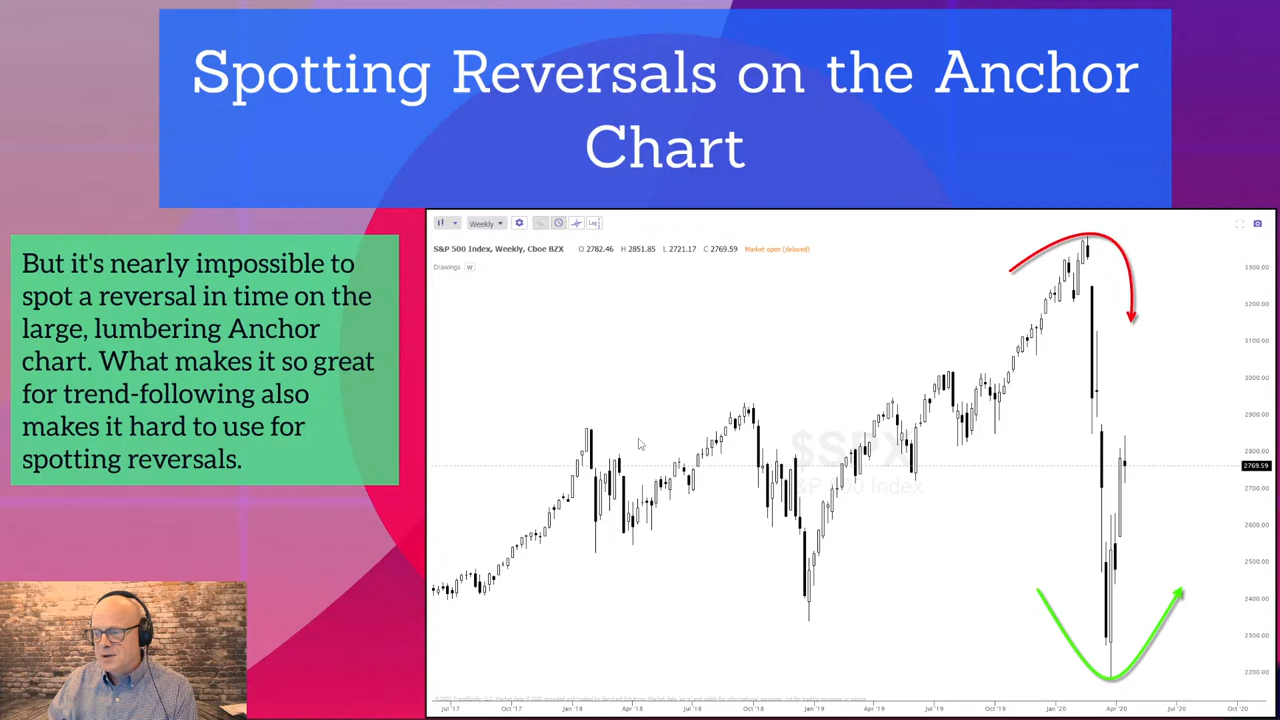 Spotting Reversals on the Anchor
Chart
But it's nearly impossible to
spot a reversal in time on the
large, lumbering Anchor
chart. What makes it so great
for trend-following also
makes it hard to use for
spotting reversals.
Weekly
Log
S&P 500 Index, Weekly, Cboe BZX O 2782.46 H 2851.85 L 2721.17 C 2769.59 Market open (delayed)
Drawings W
$SPX
S&P 500 Index
3300.00
3200.00
3100.00
3000.00
2900.00
2800.00
2769.59
2700.00
2600.00
2500.00
2400.00
2300.00
2200.00
Jul '17 Oct '17 Jan '18 Apr '18 Jul '18 Oct '18 Jan '19 Apr '19 Jul '19 Oct '19 Jan '20 Apr '20 Jul '20 Oct '20